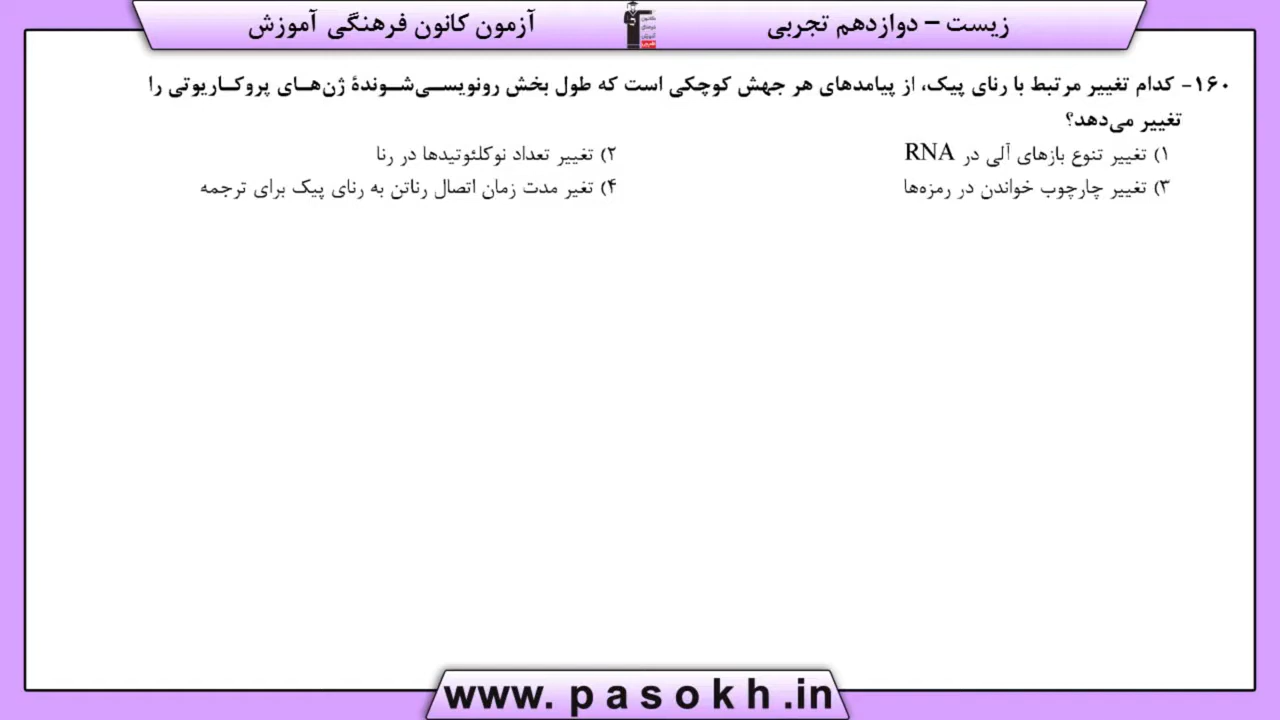 زیست – دوازدهم تجربی
آزمون کانون فرهنگی آموزش
۱۶۰- کدام تغییر مرتبط با رنای پیک، از پیامدهای هر جهش کوچکی است که طول بخش رونویسی‌شوندهٔ ژن‌های پروکاریوتی را
تغییر می‌دهد؟
۱) تغییر تنوع بازهای آلی در RNA
۲) تغییر تعداد نوکلئوتیدها در رنا
۳) تغییر چارچوب خواندن در رمزه‌ها
۴) تغیر مدت زمان اتصال رناتن به رنای پیک برای ترجمه
www. p a s o k h .in